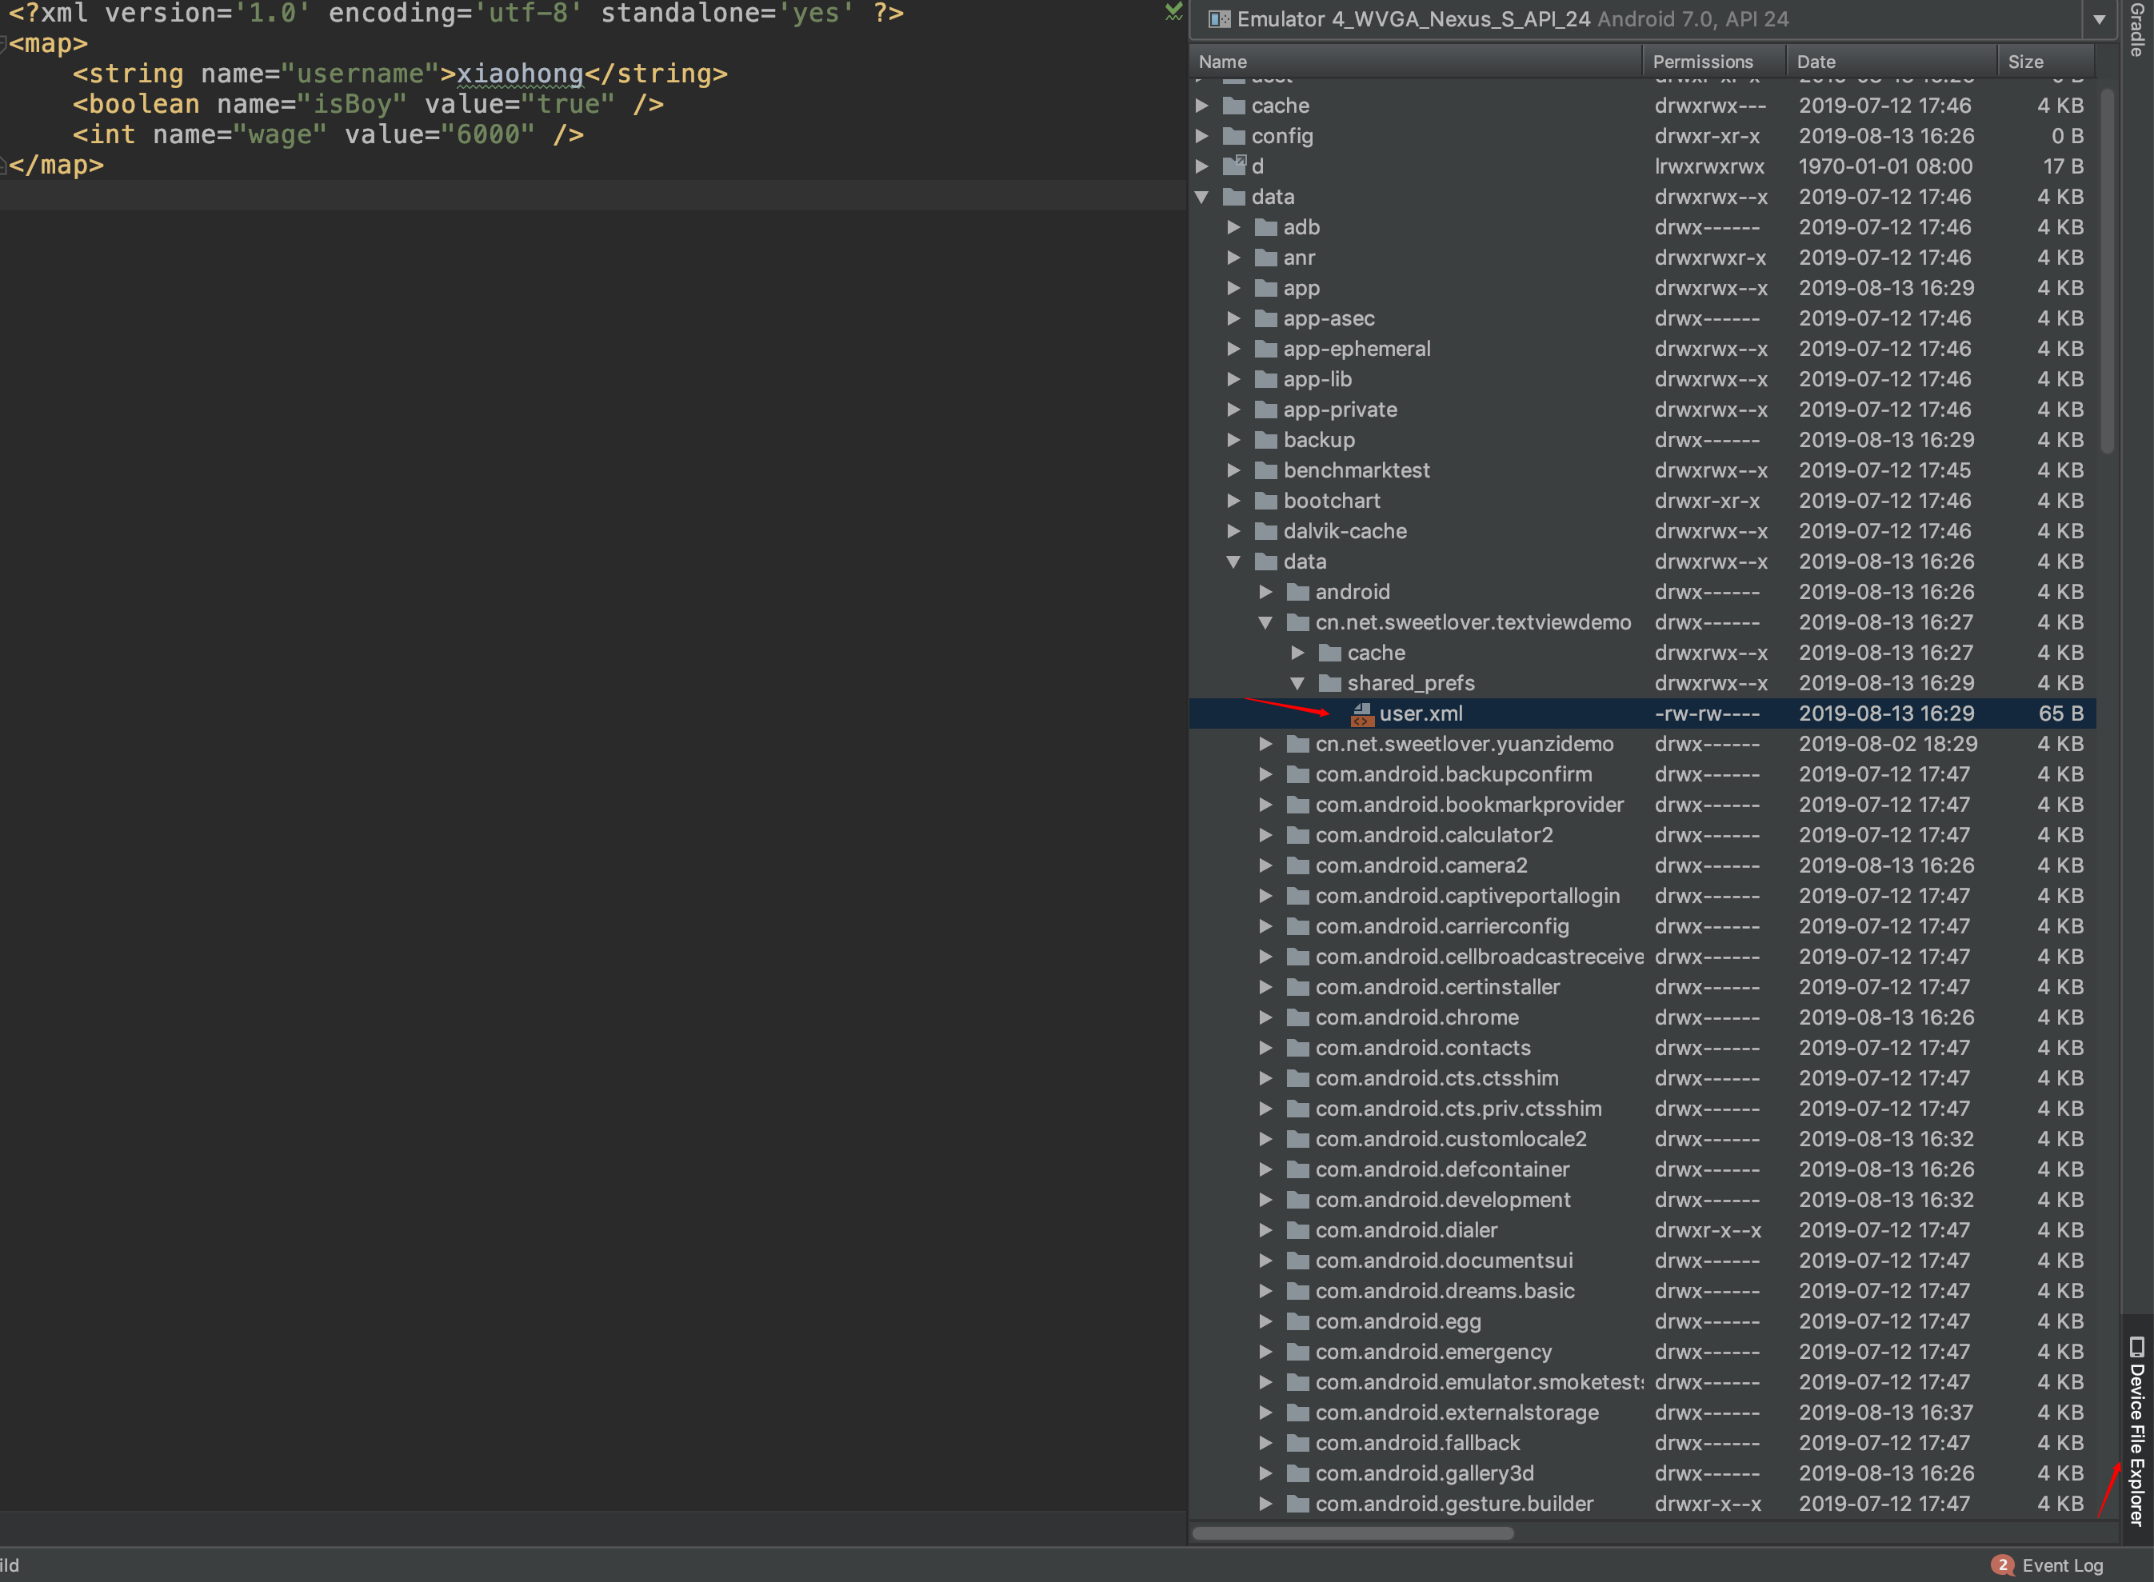 <?xml version='1.0' encoding='utf-8' standalone='yes' ?>
<map>
<string name="username">xiaohong</string>
<boolean name="isBoy" value="true" />
<int name="wage" value="6000" />
</map>
Emulator 4_WVGA_Nexus_S_API_24 Android 7.0, API 24
Name Permissions Date Size
cache drwxrwx--- 2019-07-12 17:46 4 KB
config drwxr-xr-x 2019-08-13 16:26 0 B
d lrwxrwxrwx 1970-01-01 08:00 17 B
data drwxrwx--x 2019-07-12 17:46 4 KB
adb drwx------ 2019-07-12 17:46 4 KB
anr drwxrwxr-x 2019-07-12 17:46 4 KB
app drwxrwx--x 2019-08-13 16:29 4 KB
app-asec drwx------ 2019-07-12 17:46 4 KB
app-ephemeral drwxrwx--x 2019-07-12 17:46 4 KB
app-lib drwxrwx--x 2019-07-12 17:46 4 KB
app-private drwxrwx--x 2019-07-12 17:46 4 KB
backup drwx------ 2019-08-13 16:29 4 KB
benchmarktest drwxrwx--x 2019-07-12 17:45 4 KB
bootchart drwxr-xr-x 2019-07-12 17:46 4 KB
dalvik-cache drwxrwx--x 2019-07-12 17:46 4 KB
data drwxrwx--x 2019-08-13 16:26 4 KB
android drwx------ 2019-08-13 16:26 4 KB
cn.net.sweetlover.textviewdemo drwx------ 2019-08-13 16:27 4 KB
cache drwxrwx--x 2019-08-13 16:27 4 KB
shared_prefs drwxrwx--x 2019-08-13 16:29 4 KB
user.xml -rw-rw---- 2019-08-13 16:29 65 B
cn.net.sweetlover.yuanzidemo drwx------ 2019-08-02 18:29 4 KB
com.android.backupconfirm drwx------ 2019-07-12 17:47 4 KB
com.android.bookmarkprovider drwx------ 2019-07-12 17:47 4 KB
com.android.calculator2 drwx------ 2019-07-12 17:47 4 KB
com.android.camera2 drwx------ 2019-08-13 16:26 4 KB
com.android.captiveportallogin drwx------ 2019-07-12 17:47 4 KB
com.android.carrierconfig drwx------ 2019-07-12 17:47 4 KB
com.android.cellbroadcastreceive drwx------ 2019-07-12 17:47 4 KB
com.android.certinstaller drwx------ 2019-07-12 17:47 4 KB
com.android.chrome drwx------ 2019-08-13 16:26 4 KB
com.android.contacts drwx------ 2019-07-12 17:47 4 KB
com.android.cts.ctsshim drwx------ 2019-07-12 17:47 4 KB
com.android.cts.priv.ctsshim drwx------ 2019-07-12 17:47 4 KB
com.android.customlocale2 drwx------ 2019-08-13 16:32 4 KB
com.android.defcontainer drwx------ 2019-08-13 16:26 4 KB
com.android.development drwx------ 2019-08-13 16:32 4 KB
com.android.dialer drwxr-x--x 2019-07-12 17:47 4 KB
com.android.documentsui drwx------ 2019-07-12 17:47 4 KB
com.android.dreams.basic drwx------ 2019-07-12 17:47 4 KB
com.android.egg drwx------ 2019-07-12 17:47 4 KB
com.android.emergency drwx------ 2019-07-12 17:47 4 KB
com.android.emulator.smoketests drwx------ 2019-07-12 17:47 4 KB
com.android.externalstorage drwx------ 2019-08-13 16:37 4 KB
com.android.fallback drwx------ 2019-07-12 17:47 4 KB
com.android.gallery3d drwx------ 2019-08-13 16:26 4 KB
com.android.gesture.builder drwxr-x--x 2019-07-12 17:47 4 KB
Gradle
Device File Explorer
ild
2 Event Log